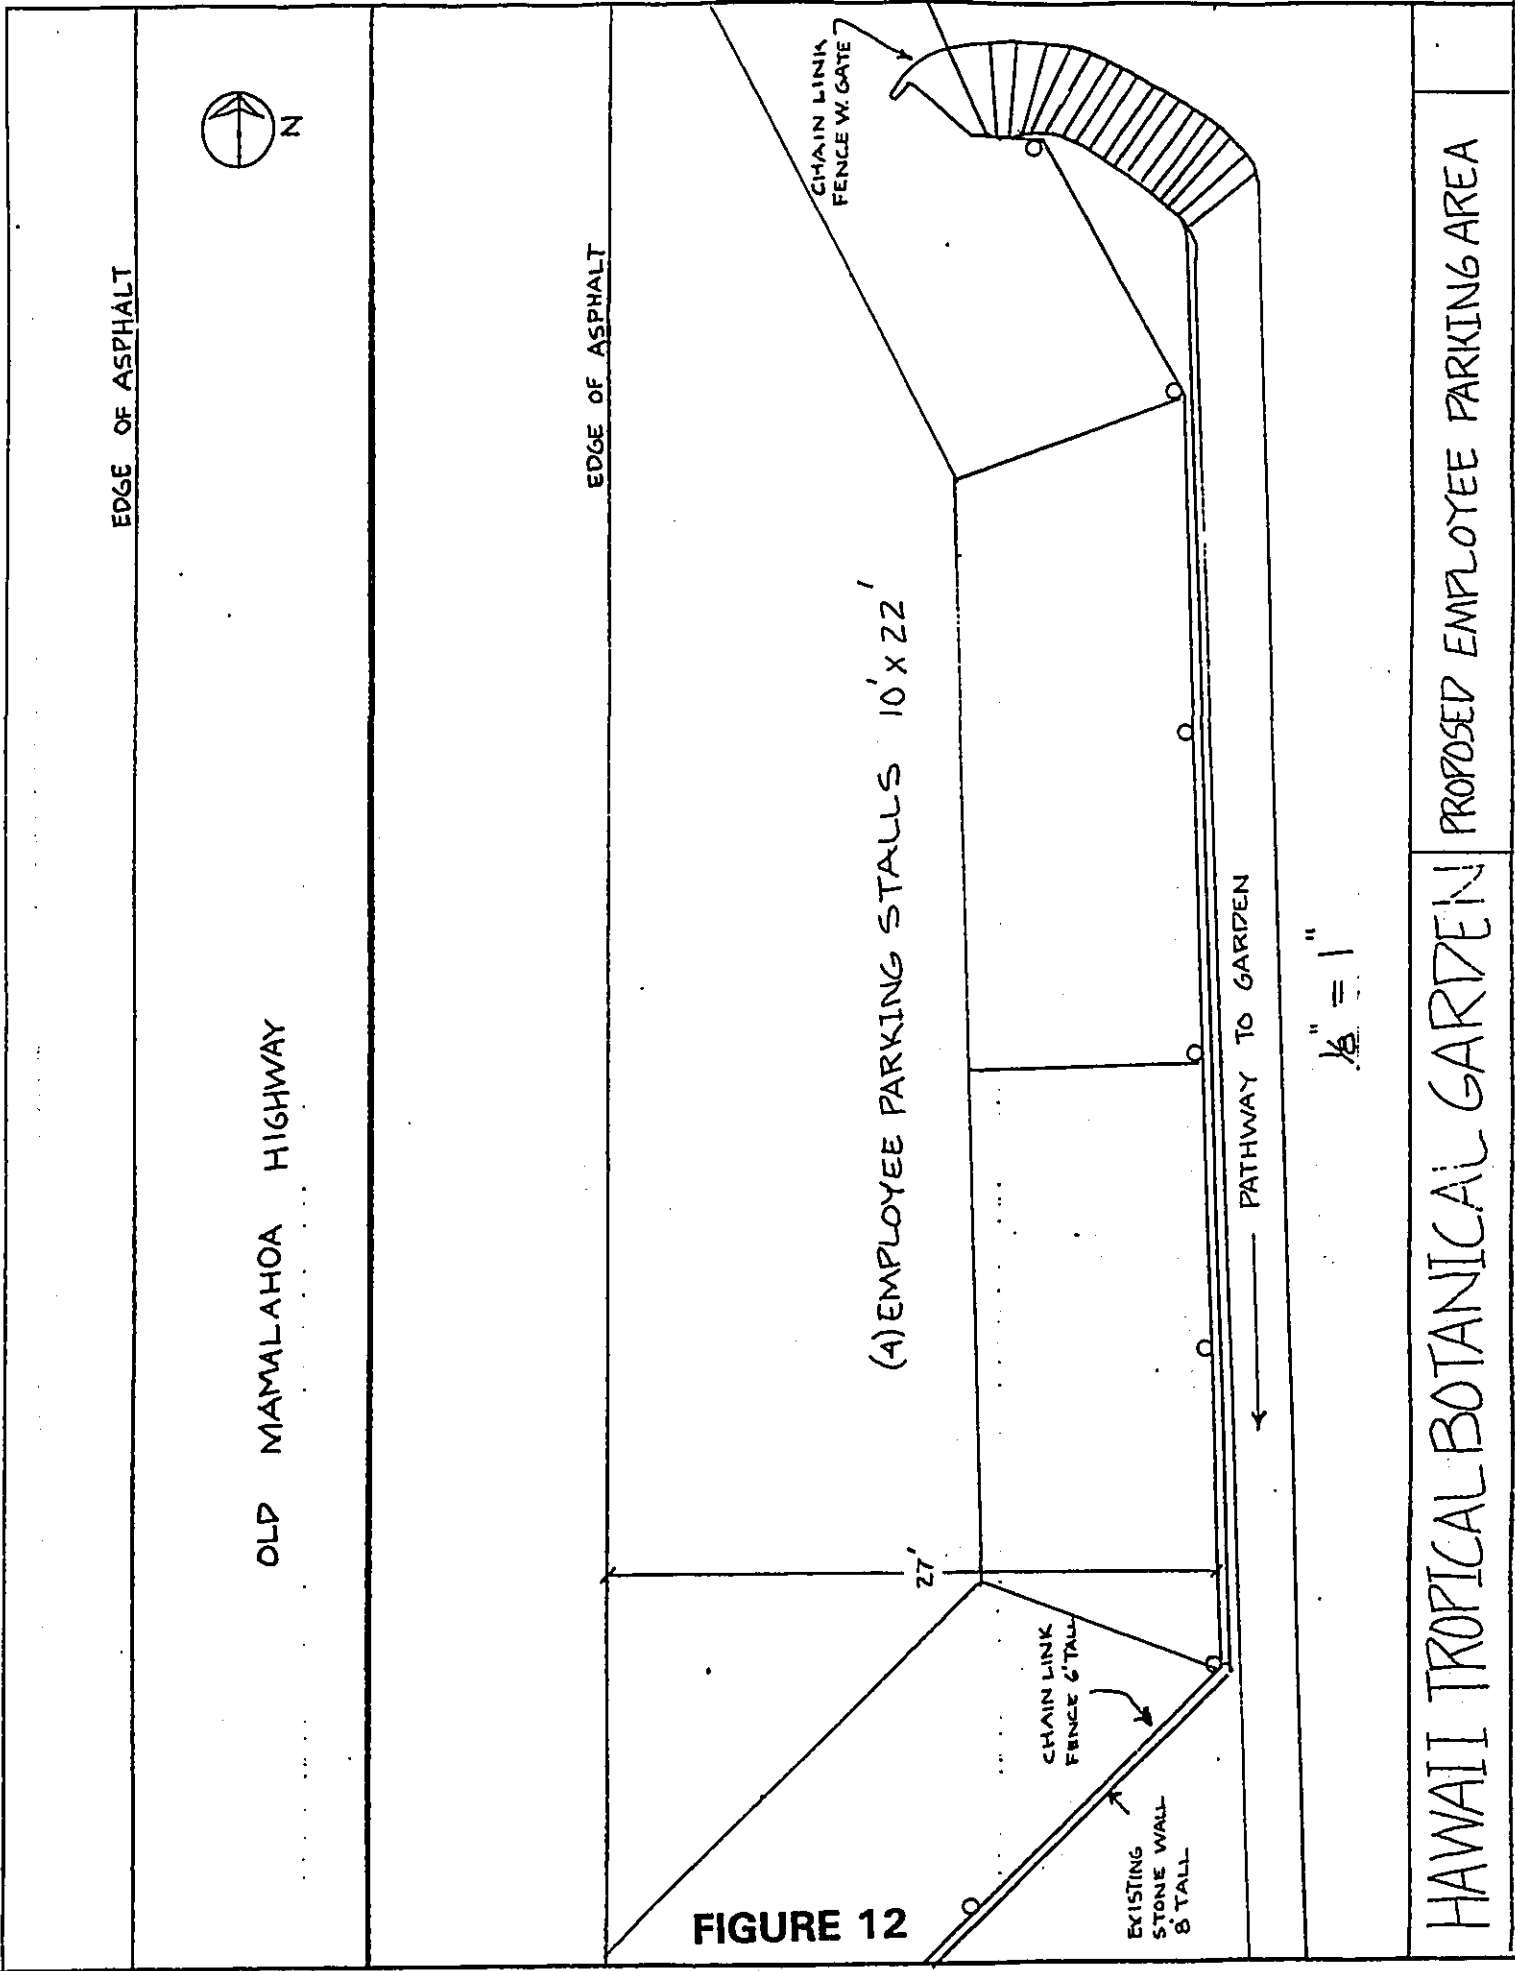 EDGE OF ASPHALT
N
OLD MAMALAHOA HIGHWAY
EDGE OF ASPHALT
CHAIN LINK
FENCE W. GATE
(4) EMPLOYEE PARKING STALLS 10' X 22'
27'
CHAIN LINK
FENCE 6' TALL
EXISTING
STONE WALL
8' TALL
PATHWAY TO GARDEN
1/8" = 1"
HAWAII TROPICAL BOTANICAL GARDEN
PROPOSED EMPLOYEE PARKING AREA
FIGURE 12